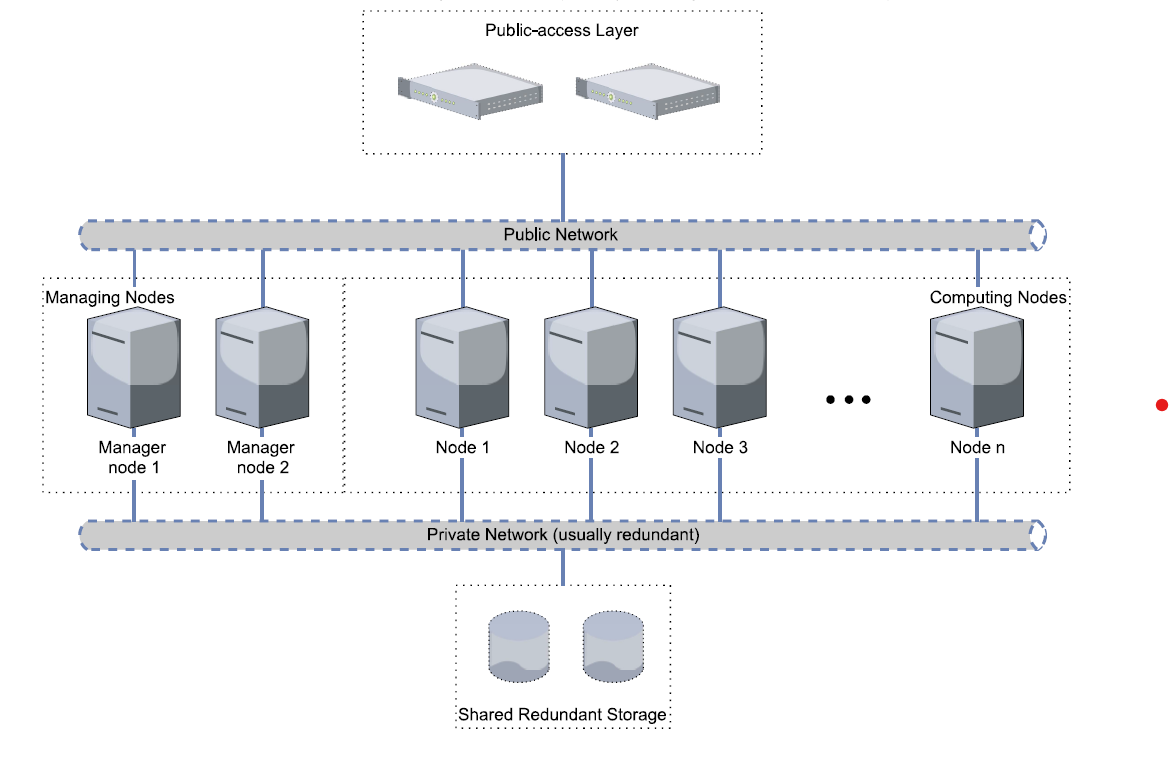 Public-access Layer
Public Network
Managing Nodes
Computing Nodes
Manager
node 1
Manager
node 2
Node 1
Node 2
Node 3
Node n
Private Network (usually redundant)
Shared Redundant Storage